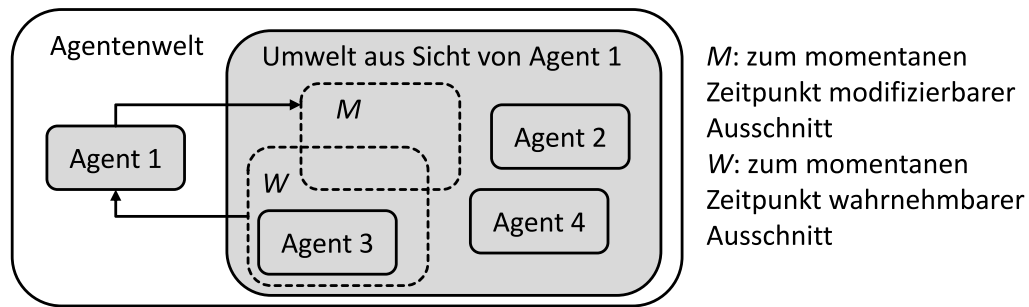 Agentenwelt
Umwelt aus Sicht von Agent 1
M
Agent 1
Agent 2
W
Agent 3
Agent 4
M: zum momentanen
Zeitpunkt modifizierbarer
Ausschnitt
W: zum momentanen
Zeitpunkt wahrnehmbarer
Ausschnitt